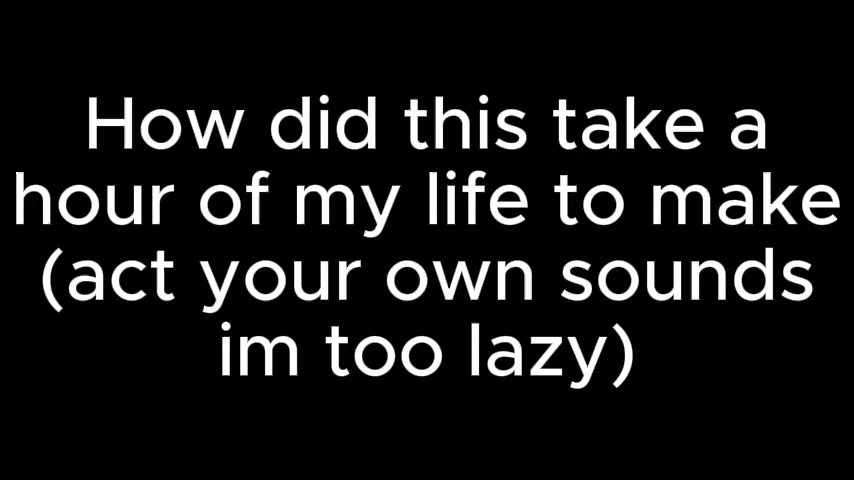 How did this take a
hour of my life to make
(act your own sounds
im too lazy)